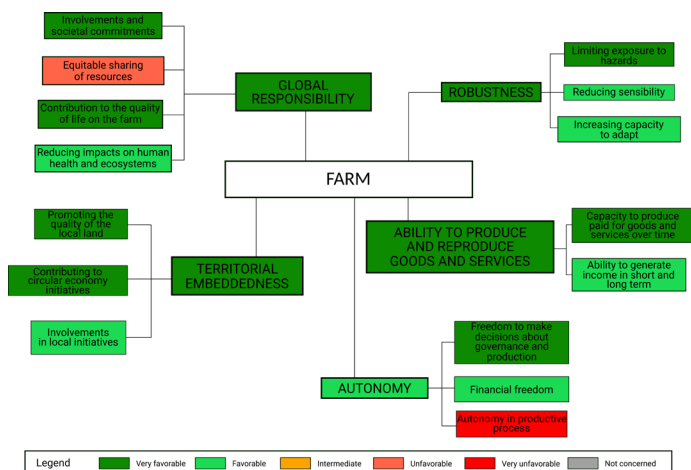 Involvements and
societal commitments
Equitable sharing
of resources
Contribution to the quality
of life on the farm
Reducing impacts on human
health and ecosystems
GLOBAL
RESPONSIBILITY
ROBUSTNESS
Limiting exposure to
hazards
Reducing sensibility
Increasing capacity
to adapt
FARM
Promoting the
quality of the
local land
Contributing to
circular economy
initiatives
Involvements
in local initiatives
TERRITORIAL
EMBEDDEDNESS
ABILITY TO PRODUCE
AND REPRODUCE
GOODS AND SERVICES
Capacity to produce
paid for goods and
services over time
Ability to generate
income in short and
long term
AUTONOMY
Freedom to make
decisions about
governance and
production
Financial freedom
Autonomy in productive
process
Legend
Very favorable
Favorable
Intermediate
Unfavorable
Very unfavorable
Not concerned